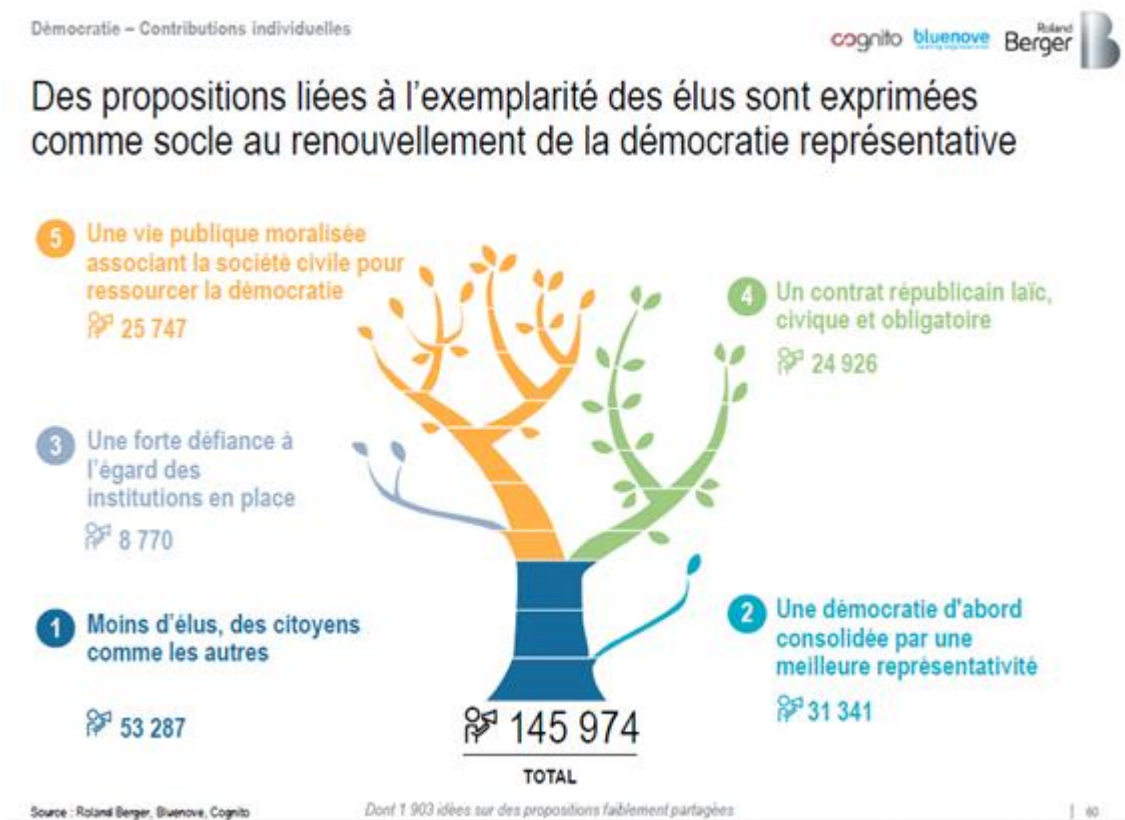 Démocratie – Contributions individuelles
cognito bluenove Roland Berger B
Des propositions liées à l'exemplarité des élus sont exprimées
comme socle au renouvellement de la démocratie représentative
5 Une vie publique moralisée
associant la société civile pour
ressourcer la démocratie
25 747
4 Un contrat républicain laïc,
civique et obligatoire
24 926
3 Une forte défiance à
l'égard des
institutions en place
8 770
1 Moins d'élus, des citoyens
comme les autres
53 287
2 Une démocratie d'abord
consolidée par une
meilleure représentativité
31 341
145 974
TOTAL
Source : Roland Berger, Bluenove, Cognito
Dont 1 903 idées sur des propositions faiblement partagées
| 60